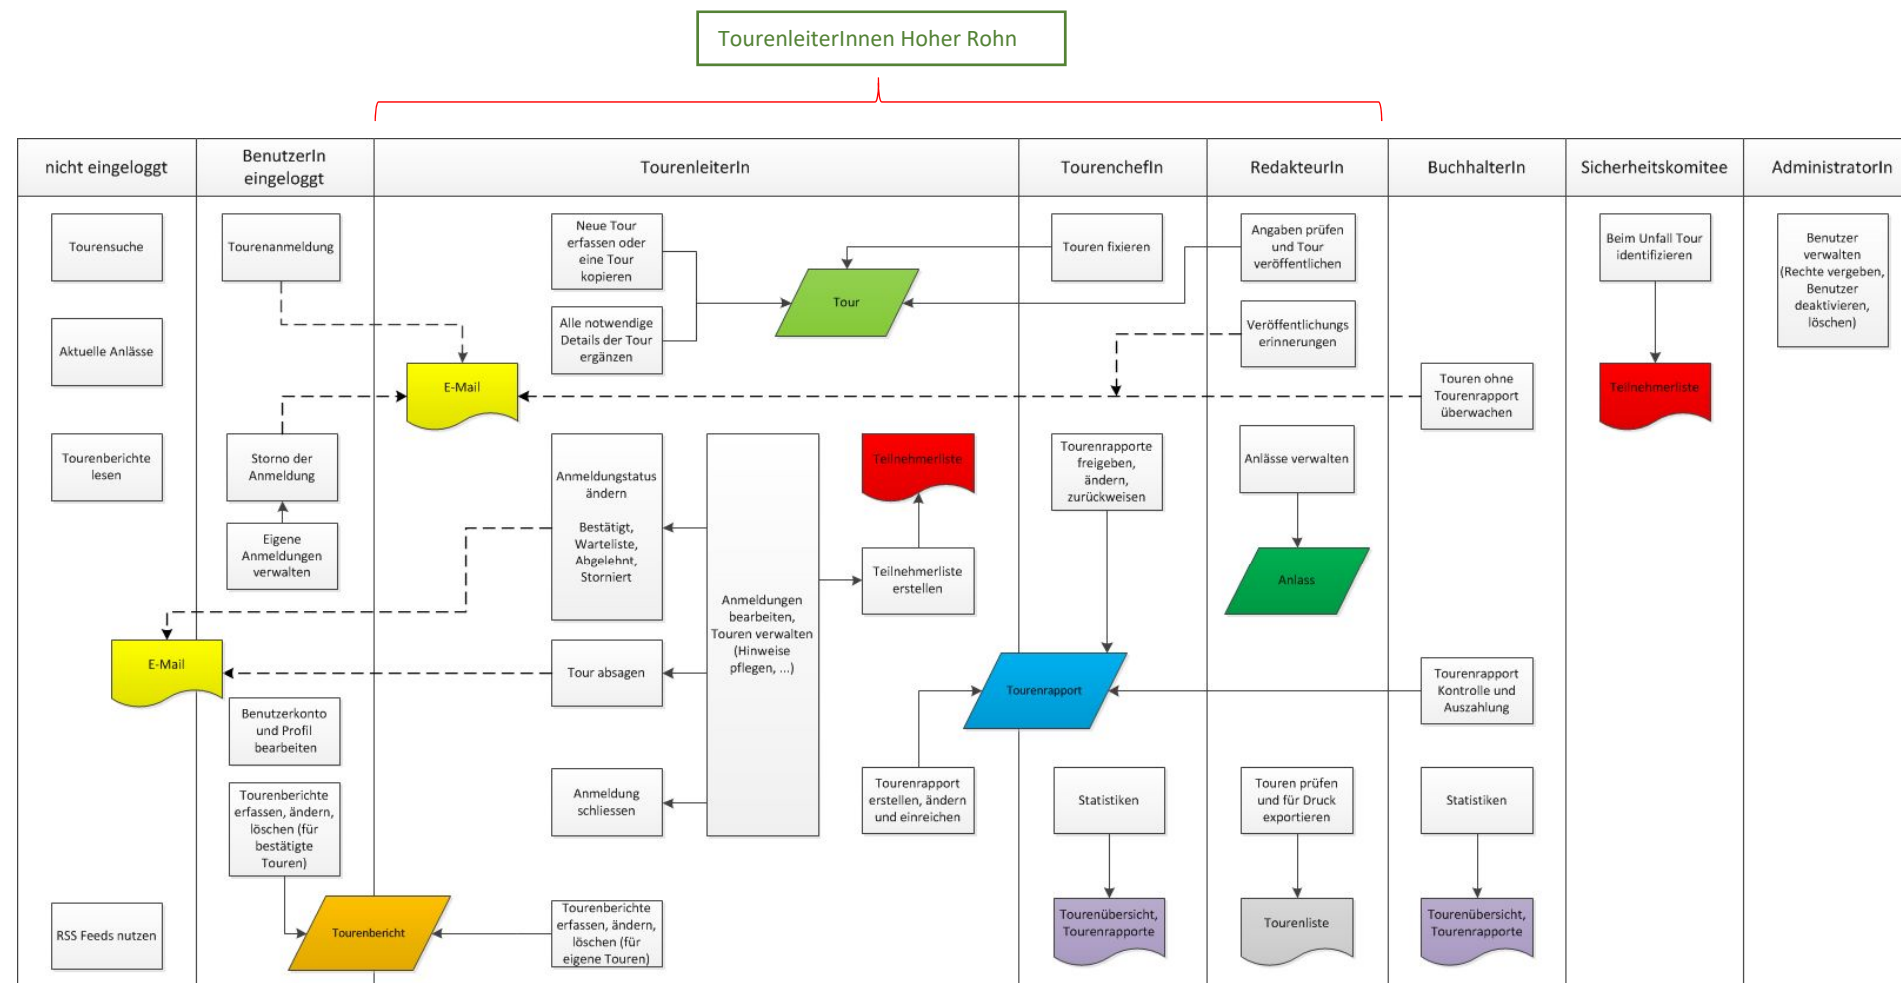 TourenleiterInnen Hoher Rohn
nicht eingeloggt
BenutzerIn
eingeloggt
TourenleiterIn
TourenchefIn
RedakteurIn
BuchhalterIn
Sicherheitskomitee
AdministratorIn
Tourensuche
Aktuelle Anlässe
Tourenberichte
lesen
RSS Feeds nutzen
Tourenanmeldung
Storno der
Anmeldung
Eigene
Anmeldungen
verwalten
E-Mail
Benutzerkonto
und Profil
bearbeiten
Tourenberichte
erfassen, ändern,
löschen (für
bestätigte
Touren)
Tourenbericht
E-Mail
Neue Tour
erfassen oder
eine Tour
kopieren
Alle notwendige
Details der Tour
ergänzen
Tour
Anmeldungstatus
ändern
Bestätigt,
Warteliste,
Abgelehnt,
Storniert
Tour absagen
Anmeldung
schliessen
Tourenberichte
erfassen, ändern,
löschen (für
eigene Touren)
Anmeldungen
bearbeiten,
Touren verwalten
(Hinweise
pflegen, ...)
Teilnehmerliste
Teilnehmerliste
erstellen
Tourenrapport
erstellen, ändern
und einreichen
Touren fixieren
Tourenrapporte
freigeben,
ändern,
zurückweisen
Tourenrapport
Statistiken
Tourenübersicht,
Tourenrapporte
Angaben prüfen
und Tour
veröffentlichen
Veröffentlichungs
erinnerungen
Anlässe verwalten
Anlass
Touren prüfen
und für Druck
exportieren
Tourenliste
Touren ohne
Tourenrapport
überwachen
Tourenrapport
Kontrolle und
Auszahlung
Statistiken
Tourenübersicht,
Tourenrapporte
Beim Unfall Tour
identifizieren
Teilnehmerliste
Benutzer
verwalten
(Rechte vergeben,
Benutzer
deaktivieren,
löschen)